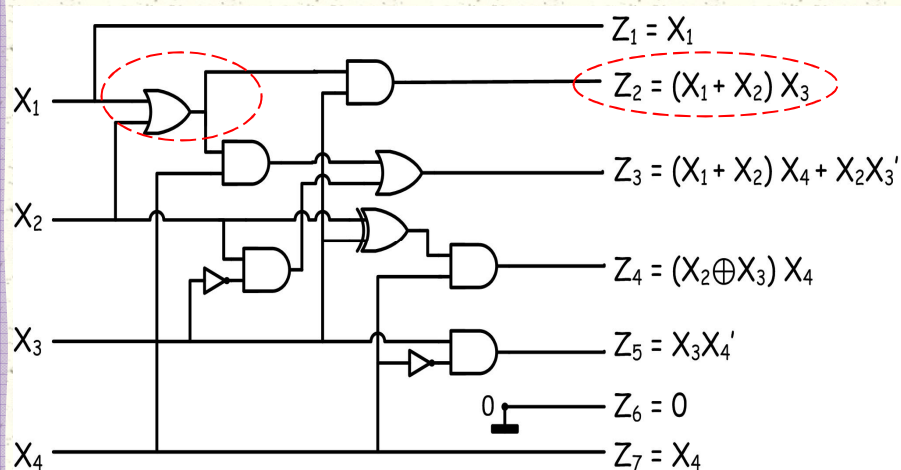 Z₁ = X₁
X₁
Z₂ = (X₁ + X₂) X₃
Z₃ = (X₁ + X₂) X₄ + X₂X₃'
X₂
Z₄ = (X₂⊕X₃) X₄
X₃
Z₅ = X₃X₄'
0
Z₆ = 0
X₄
Z₇ = X₄